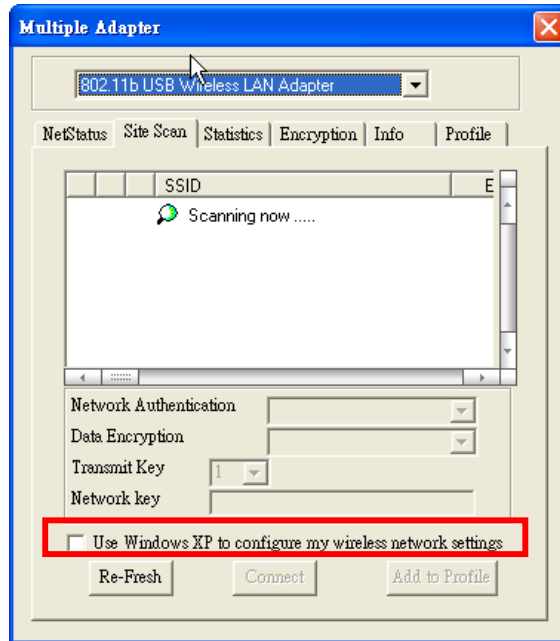 Multiple Adapter
802.11b USB Wireless LAN Adapter
NetStatus Site Scan Statistics Encryption Info Profile
SSID E
Scanning now .....
Network Authentication
Data Encryption
Transmit Key 1
Network key
Use Windows XP to configure my wireless network settings
Re-Fresh Connect Add to Profile